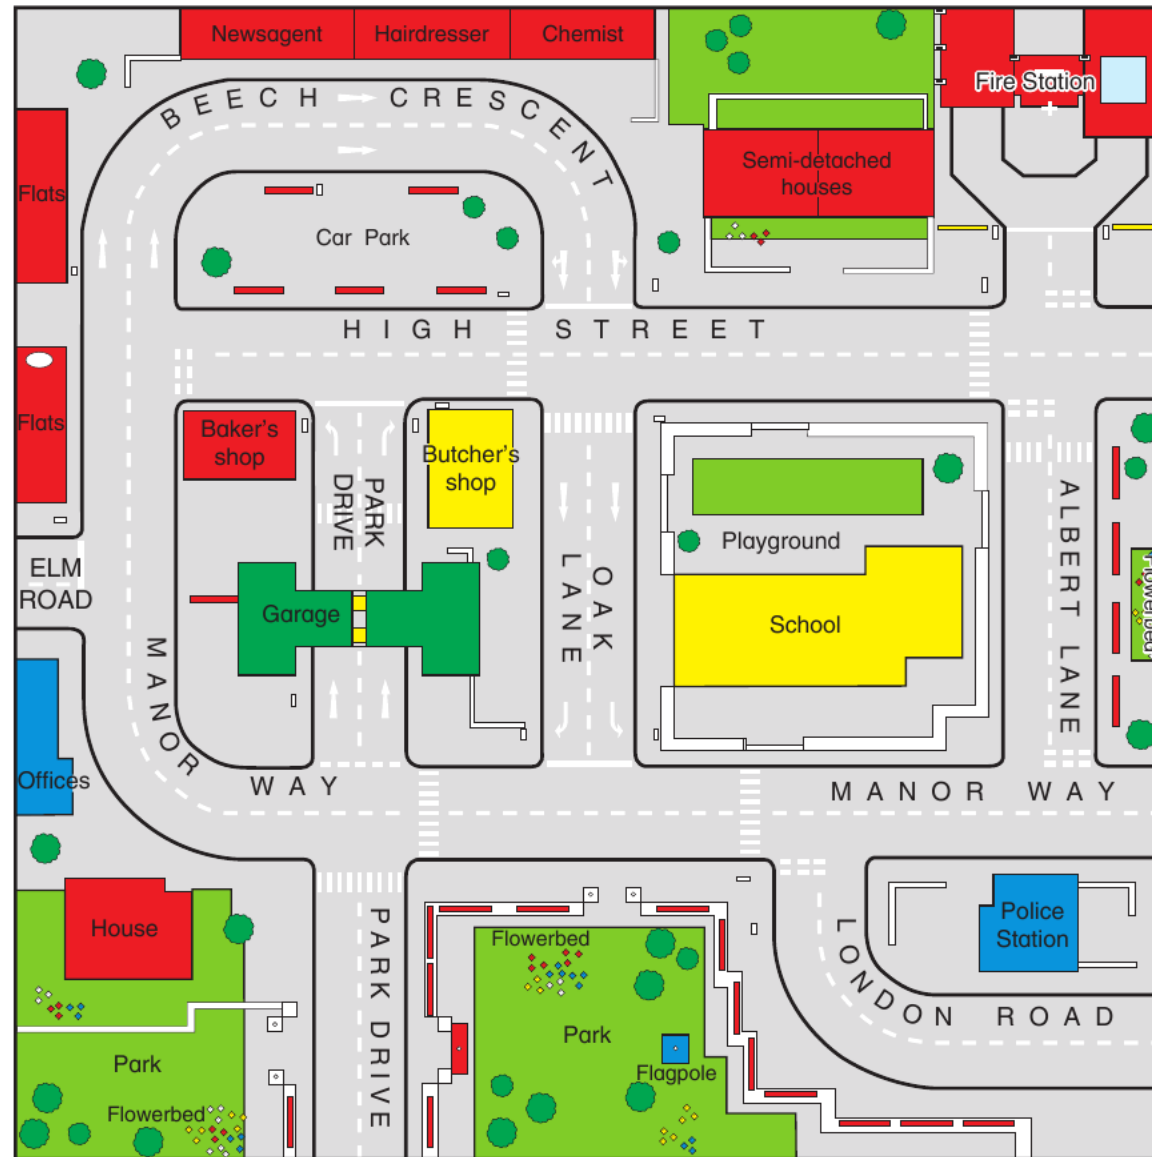 Newsagent
Hairdresser
Chemist
Fire Station
BEECH CRESCENT
Flats
Semi-detached
houses
Car Park
HIGH STREET
Flats
Baker's
shop
Butcher's
shop
PARK
DRIVE
Playground
ELM
ROAD
OAK
LANE
ALBERT LANE
Flowerbed
Garage
School
MANOR WAY
Offices
MANOR WAY
House
PARK DRIVE
Flowerbed
Police
Station
LONDON ROAD
Park
Park
Flagpole
Flowerbed